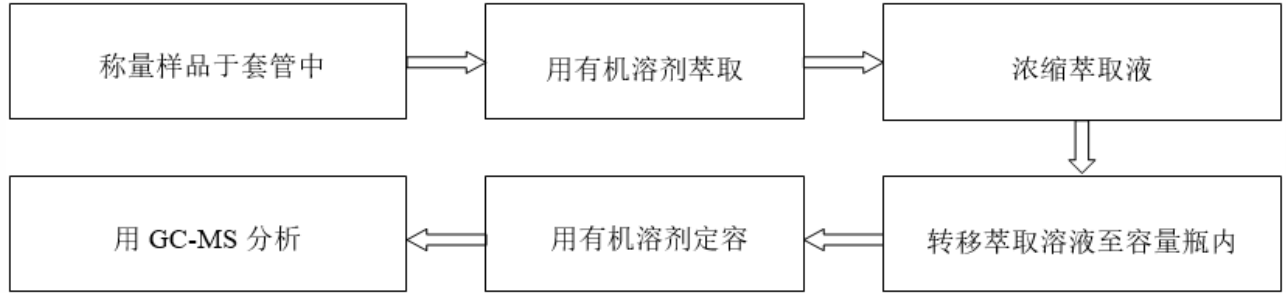 称量样品于套管中
用有机溶剂萃取
浓缩萃取液
转移萃取溶液至容量瓶内
用有机溶剂定容
用 GC-MS 分析